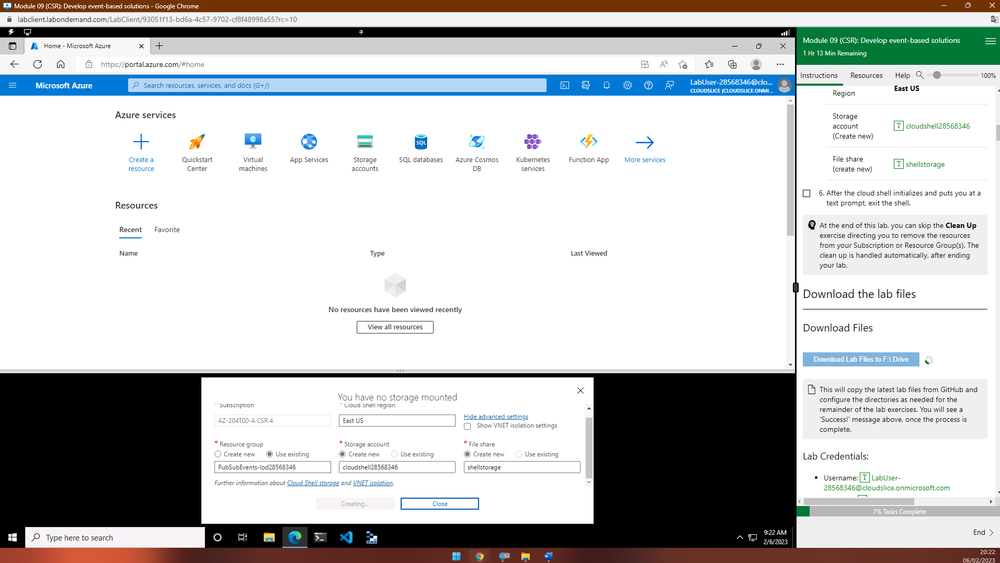 Module 09 (CSR): Develop event-based solutions - Google Chrome
labclient.labondemand.com/LabClient/93051f13-bd6a-4c57-9702-cf8f48998a55?rc=10
Home - Microsoft Azure
https://portal.azure.com/#home
Microsoft Azure
Search resources, services, and docs (G+/)
LabUser-28568346@clo...
CLOUDSLICE (CLOUDSLICE.ONMI...
Azure services
Create a resource
Quickstart Center
Virtual machines
App Services
Storage accounts
SQL
SQL databases
Azure Cosmos DB
Kubernetes services
Function App
More services
Resources
Recent
Favorite
Name
Type
Last Viewed
No resources have been viewed recently
View all resources
You have no storage mounted
* Subscription
* Cloud Shell region
AZ-204T00-A CSR 4
East US
Hide advanced settings
Show VNET isolation settings
* Resource group
* Storage account
* File share
Create new
Use existing
Create new
Use existing
Create new
Use existing
PubSubEvents-lod28568346
cloudshell28568346
shellstorage
Further information about Cloud Shell storage and VNET isolation.
Creating...
Close
Type here to search
9:22 AM
2/6/2023
Module 09 (CSR): Develop event-based solutions
1 Hr 13 Min Remaining
Instructions
Resources
Help
100%
Region
East US
Storage
account
(Create new)
T cloudshell28568346
File share
(create new)
T shellstorage
6. After the cloud shell initializes and puts you at a
text prompt, exit the shell.
At the end of this lab, you can skip the Clean Up
exercise directing you to remove the resources
from your Subscription or Resource Group(s). The
clean up is handled automatically, after ending
your lab.
Download the lab files
Download Files
Download Lab Files to F:\ Drive
This will copy the latest lab files from GitHub and
configure the directories as needed for the
remainder of the lab exercises. You will see a
'Success!' message above, once the process is
complete.
Lab Credentials:
• Username: T LabUser-
28568346@cloudslice.onmicrosoft.com
7% Tasks Complete
End
92
20:22
06/02/2023